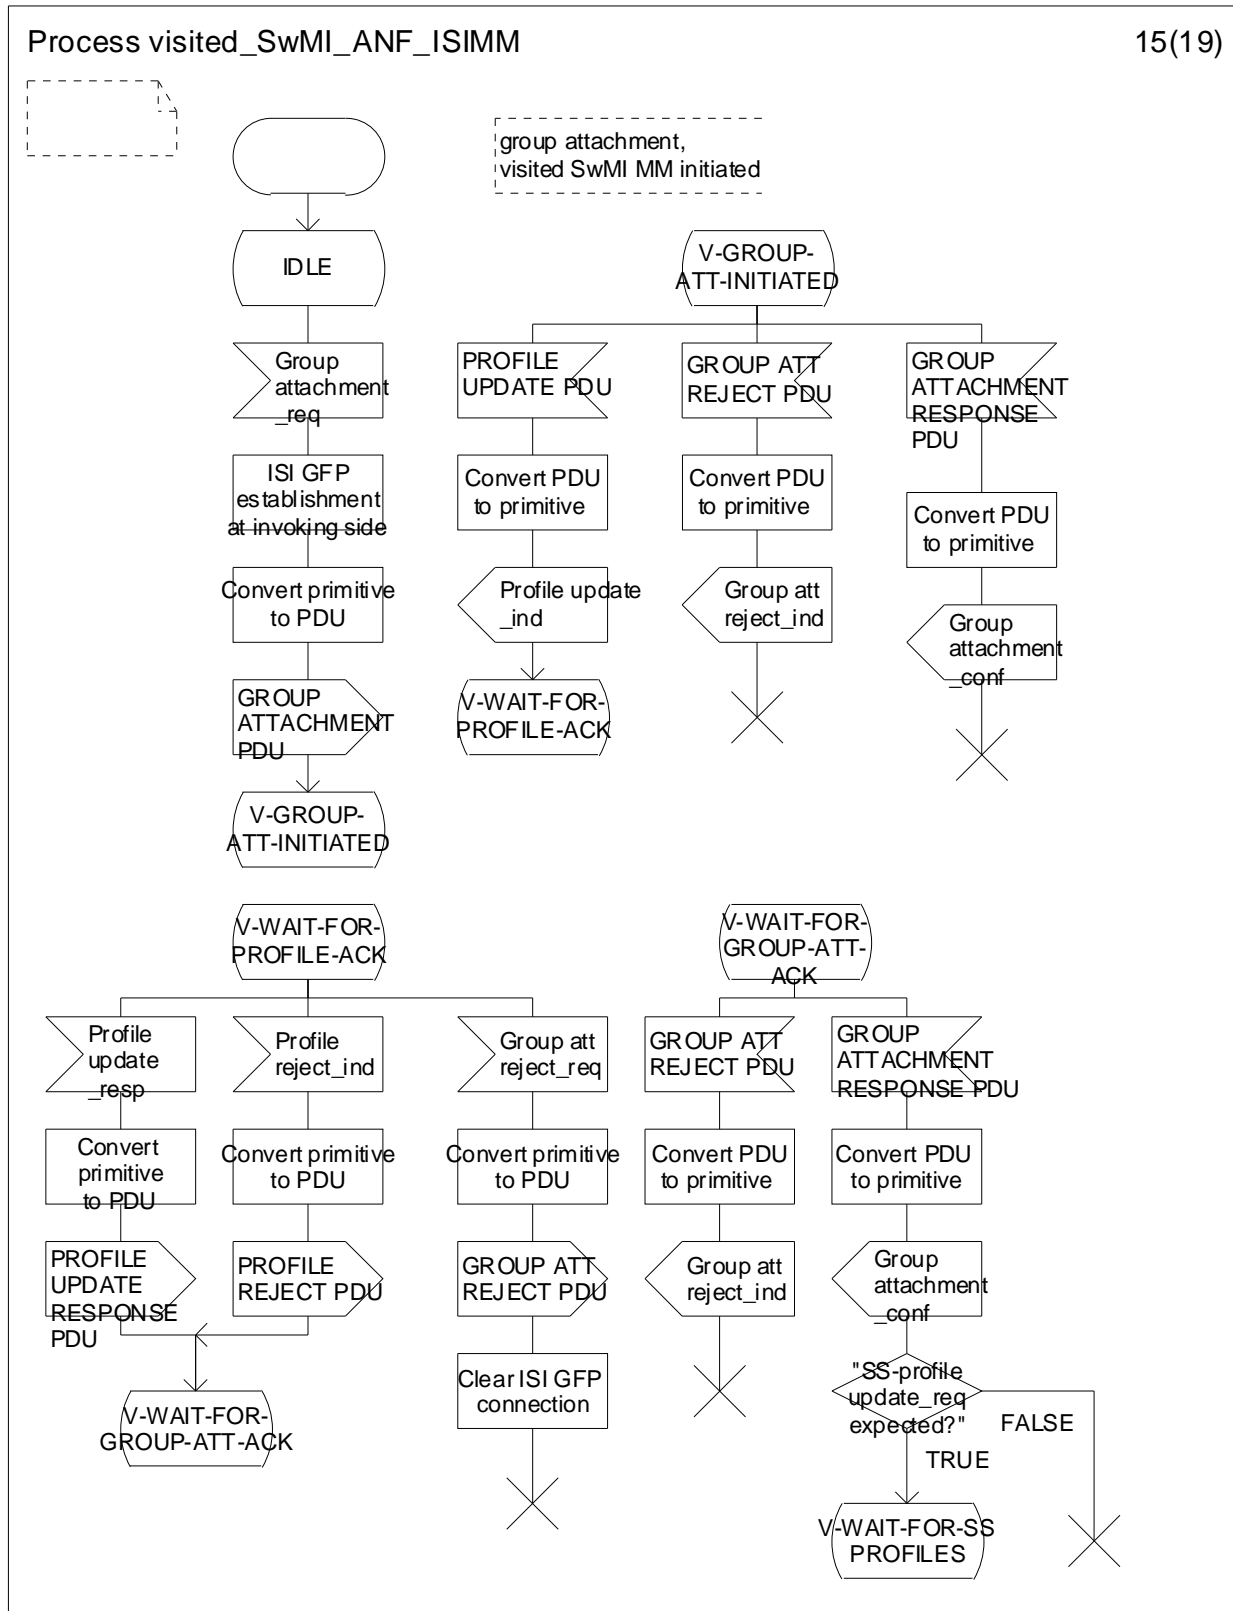 Process visited_SwMI_ANF_ISIMM
15(19)
group attachment,
visited SwMI MM initiated
IDLE
Group
attachment
_req
ISI GFP
establishment
at invoking side
Convert primitive
to PDU
GROUP
ATTACHMENT
PDU
V-GROUP-
ATT-INITIATED
V-GROUP-
ATT-INITIATED
PROFILE
UPDATE PDU
Convert PDU
to primitive
Profile update
_ind
V-WAIT-FOR-
PROFILE-ACK
GROUP ATT
REJECT PDU
Convert PDU
to primitive
Group att
reject_ind
GROUP
ATTACHMENT
RESPONSE
PDU
Convert PDU
to primitive
Group
attachment
_conf
V-WAIT-FOR-
PROFILE-ACK
Profile
update
_resp
Convert
primitive
to PDU
PROFILE
UPDATE
RESPONSE
PDU
Profile
reject_ind
Convert primitive
to PDU
PROFILE
REJECT PDU
V-WAIT-FOR-
GROUP-ATT-ACK
Group att
reject_req
Convert primitive
to PDU
GROUP ATT
REJECT PDU
Clear ISI GFP
connection
V-WAIT-FOR-
GROUP-ATT-
ACK
GROUP ATT
REJECT PDU
Convert PDU
to primitive
Group att
reject_ind
GROUP
ATTACHMENT
RESPONSE PDU
Convert PDU
to primitive
Group
attachment
_conf
"SS-profile
update_req
expected?"
FALSE
TRUE
V-WAIT-FOR-SS
PROFILES